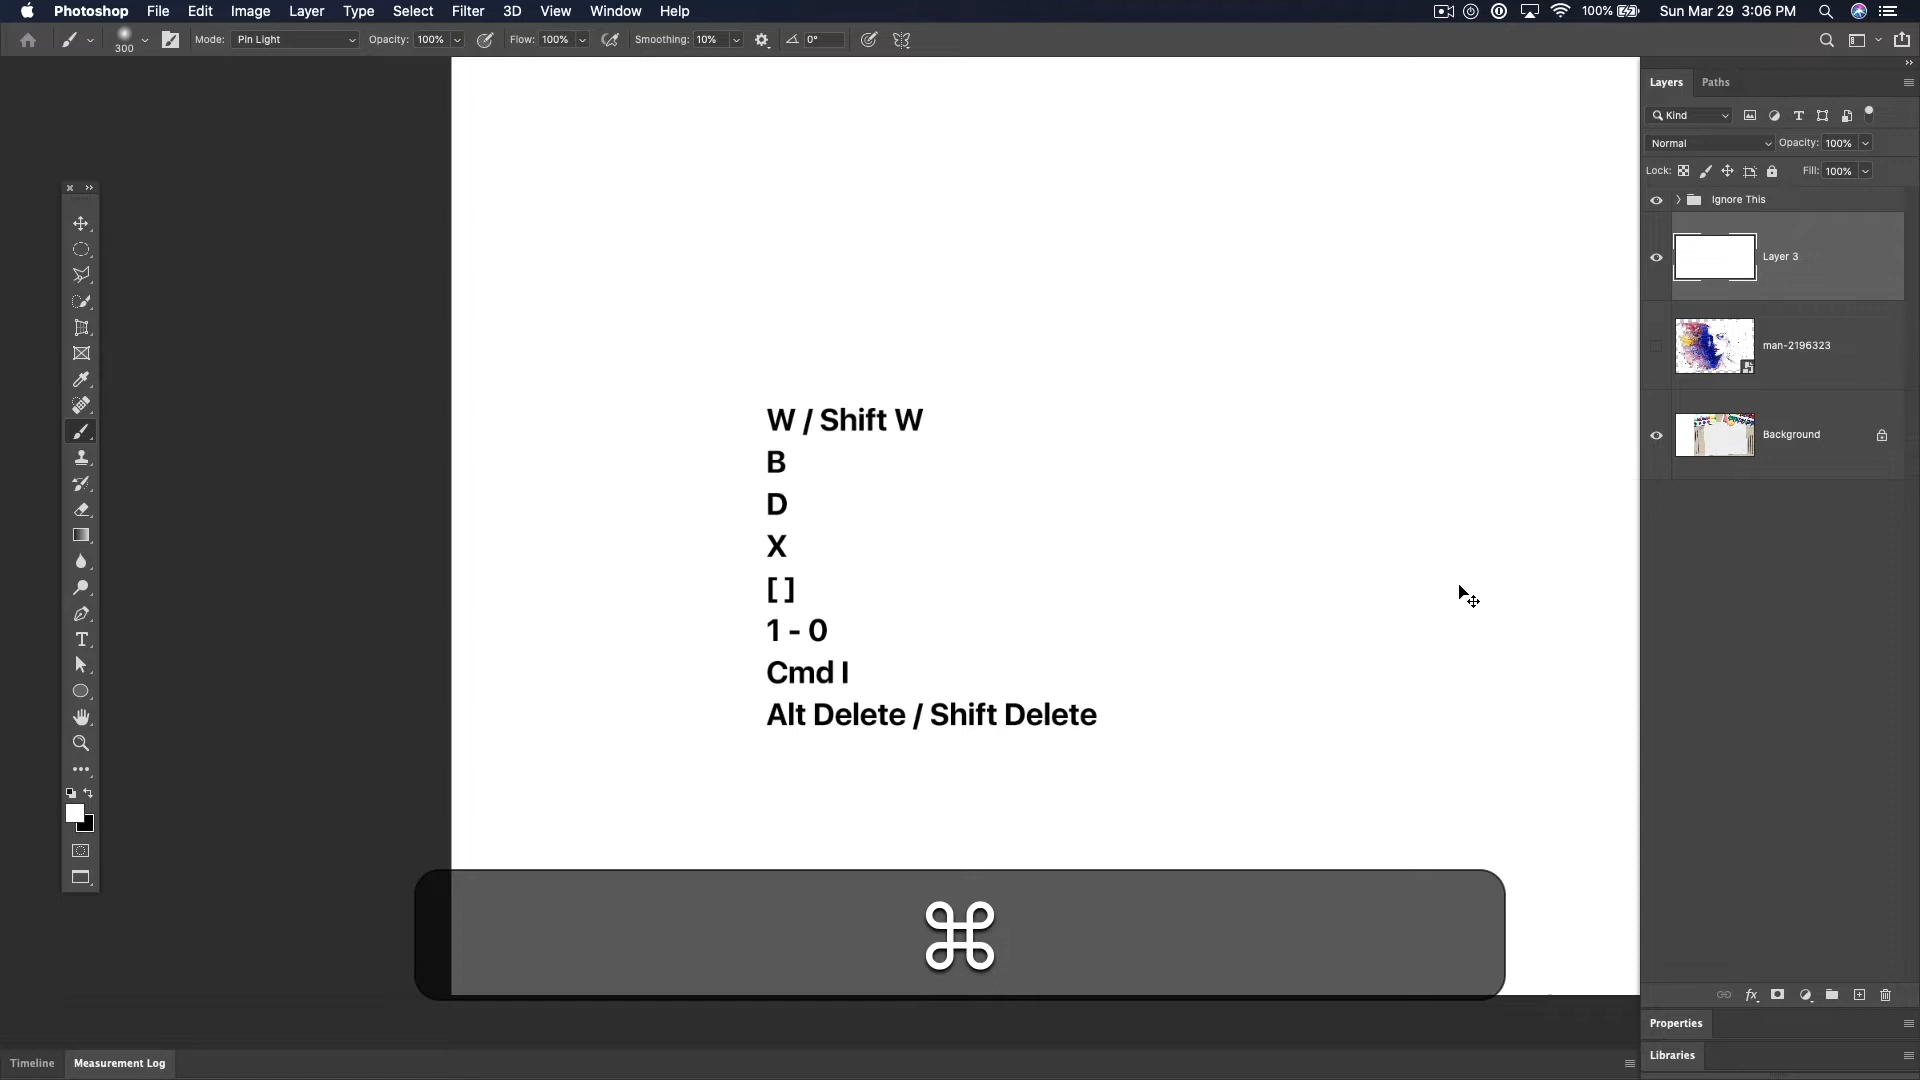 Photoshop File Edit Image Layer Type Select Filter 3D View Window Help 100% Sun Mar 29 3:06 PM
300 Mode: Pin Light Opacity: 100% Flow: 100% Smoothing: 10% 0°
Layers Paths
Kind
Normal Opacity: 100%
Lock: Fill: 100%
Ignore This
Layer 3
man-2196323
Background
W / Shift W
B
D
X
[ ]
1 - 0
Cmd I
Alt Delete / Shift Delete
⌘
Properties
Libraries
Timeline Measurement Log